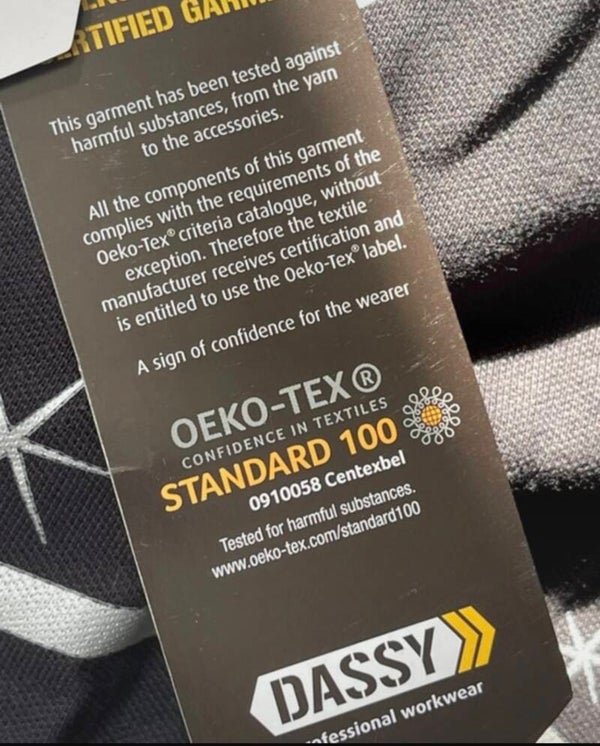 CERTIFIED GARM
This garment has been tested against
harmful substances, from the yarn
to the accessories.
All the components of this garment
complies with the requirements of the
Oeko-Tex® criteria catalogue, without
exception. Therefore the textile
manufacturer receives certification and
is entitled to use the Oeko-Tex® label.
A sign of confidence for the wearer
OEKO-TEX®
CONFIDENCE IN TEXTILES
STANDARD 100
0910058 Centexbel
Tested for harmful substances.
www.oeko-tex.com/standard100
DASSY
ofessional workwear